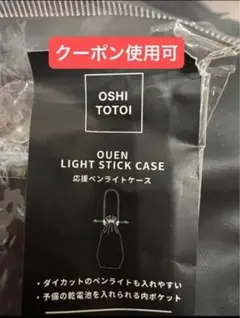 クーポン使用可
OSHI
TOTOI
OUEN
LIGHT STICK CASE
応援ペンライトケース
・ダイカットのペンライトも入れやすい
・予備の乾電池を入れられる内ポケット